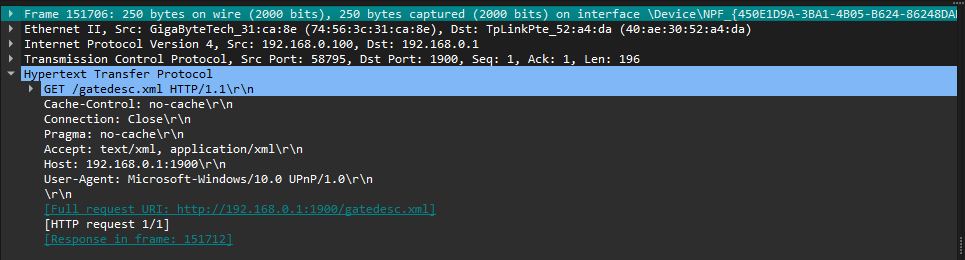 Frame 151706: 250 bytes on wire (2000 bits), 250 bytes captured (2000 bits) on interface \Device\NPF_{450E1D9A-3BA1-4B05-B624-86248DA
Ethernet II, Src: GigaByteTech_31:ca:8e (74:56:3c:31:ca:8e), Dst: TpLinkPte_52:a4:da (40:ae:30:52:a4:da)
Internet Protocol Version 4, Src: 192.168.0.100, Dst: 192.168.0.1
Transmission Control Protocol, Src Port: 58795, Dst Port: 1900, Seq: 1, Ack: 1, Len: 196
Hypertext Transfer Protocol
GET /gatedesc.xml HTTP/1.1\r\n
Cache-Control: no-cache\r\n
Connection: Close\r\n
Pragma: no-cache\r\n
Accept: text/xml, application/xml\r\n
Host: 192.168.0.1:1900\r\n
User-Agent: Microsoft-Windows/10.0 UPnP/1.0\r\n
\r\n
[Full request URI: http://192.168.0.1:1900/gatedesc.xml]
[HTTP request 1/1]
[Response in frame: 151712]